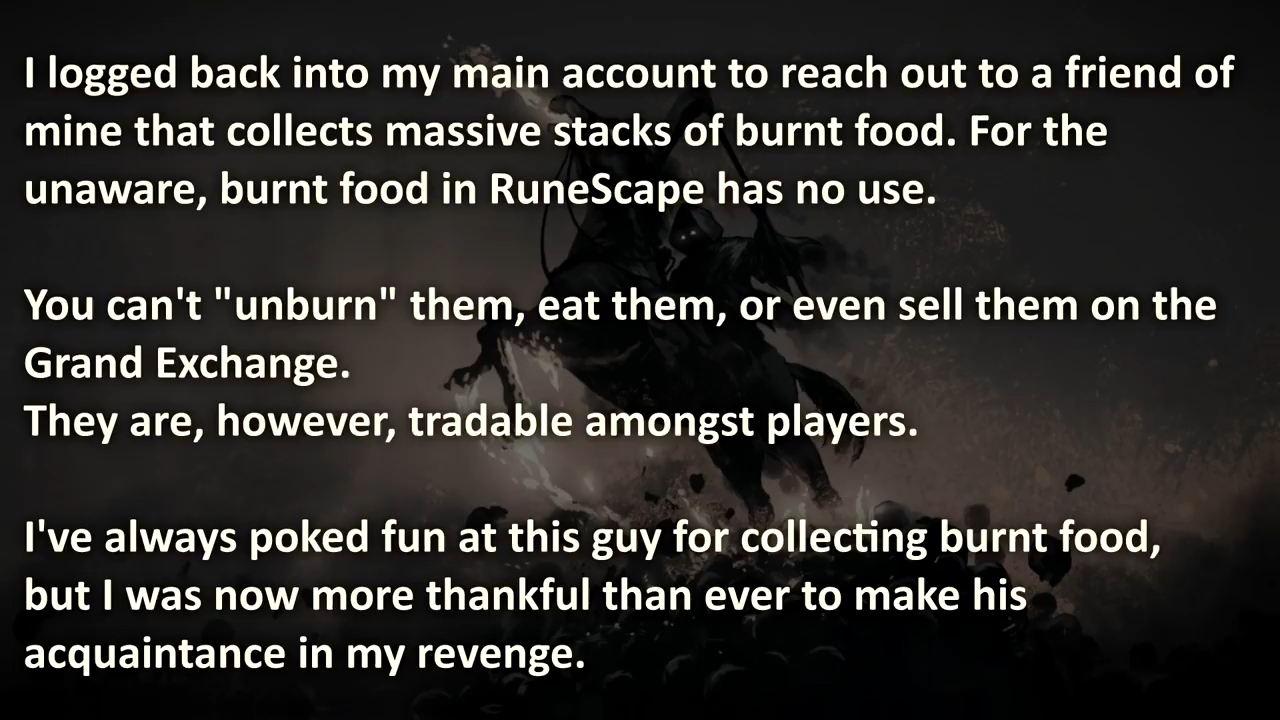 I logged back into my main account to reach out to a friend of
mine that collects massive stacks of burnt food. For the
unaware, burnt food in RuneScape has no use.
You can't "unburn" them, eat them, or even sell them on the
Grand Exchange.
They are, however, tradable amongst players.
I've always poked fun at this guy for collecting burnt food,
but I was now more thankful than ever to make his
acquaintance in my revenge.